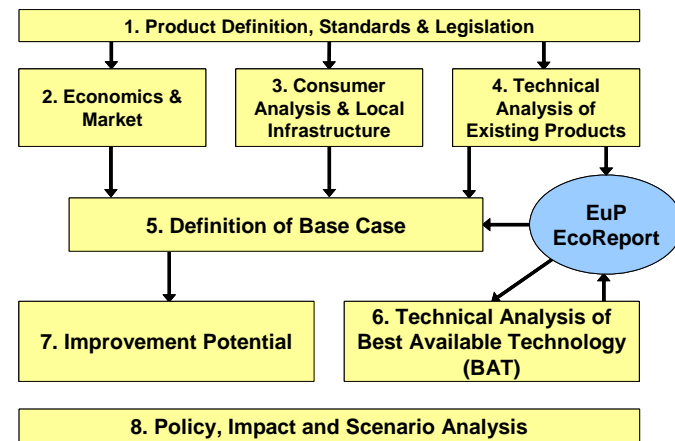 1. Product Definition, Standards & Legislation
2. Economics &
Market
3. Consumer
Analysis & Local
Infrastructure
4. Technical
Analysis of
Existing Products
5. Definition of Base Case
EuP
EcoReport
7. Improvement Potential
6. Technical Analysis of
Best Available Technology
(BAT)
8. Policy, Impact and Scenario Analysis